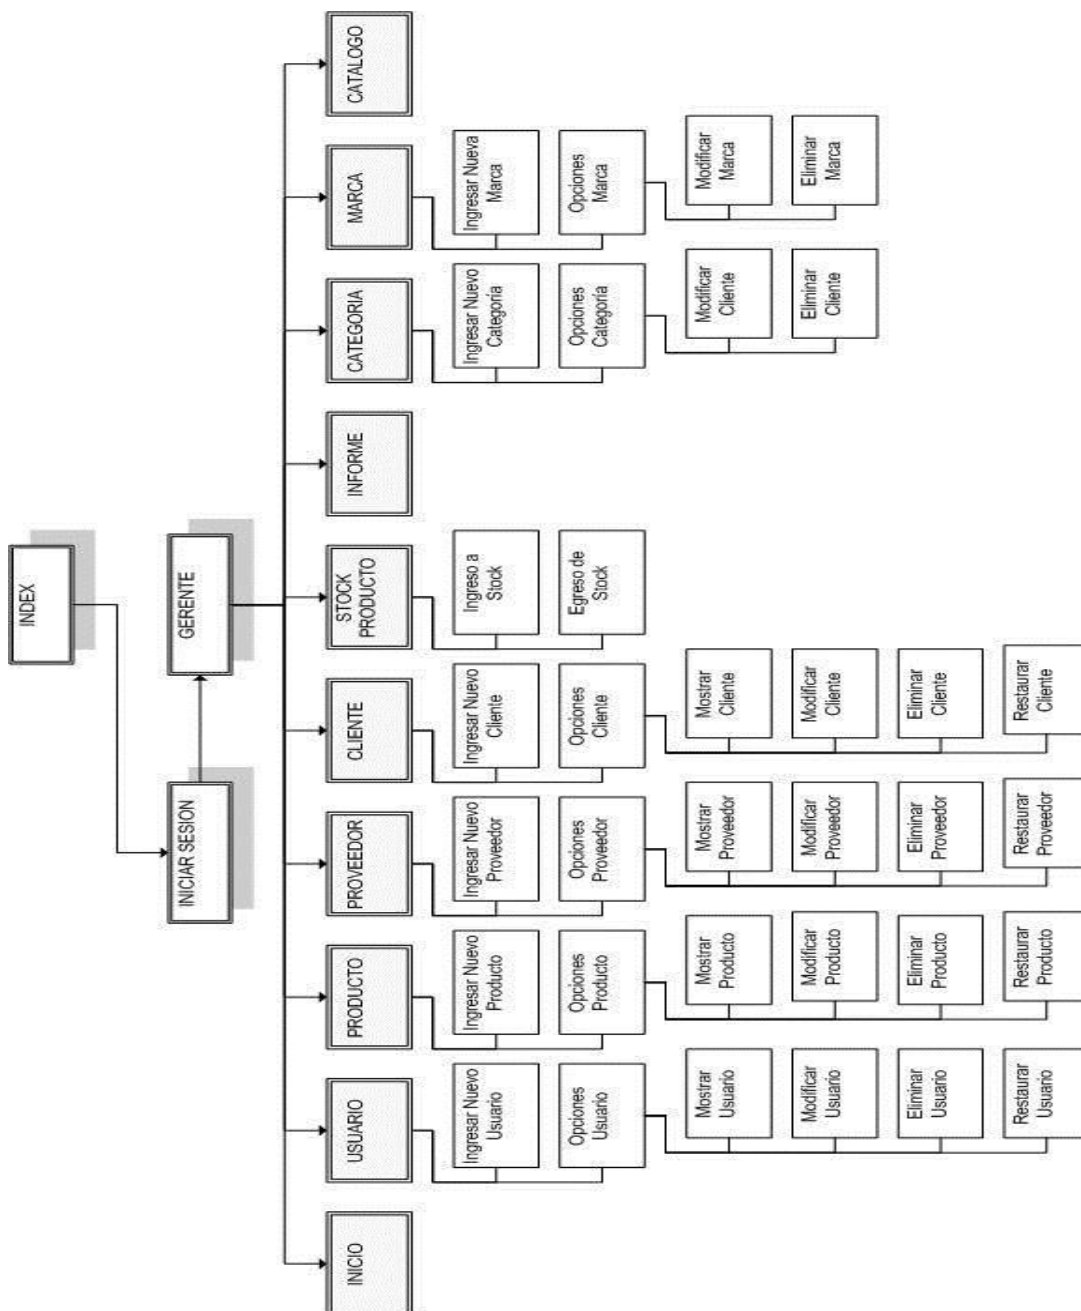 INDEX
INICIAR SESION
GERENTE
INICIO
USUARIO
PRODUCTO
PROVEEDOR
CLIENTE
STOCK
PRODUCTO
INFORME
CATEGORIA
MARCA
CATALOGO
Ingresar Nuevo
Usuario
Ingresar Nuevo
Producto
Ingresar Nuevo
Proveedor
Ingresar Nuevo
Cliente
Ingreso a
Stock
Ingresar Nuevo
Categoría
Ingresar Nueva
Marca
Opciones
Usuario
Opciones
Producto
Opciones
Proveedor
Opciones
Cliente
Egreso de
Stock
Opciones
Categoría
Opciones
Marca
Mostrar
Usuario
Mostrar
Producto
Mostrar
Proveedor
Mostrar
Cliente
Modificar
Cliente
Modificar
Marca
Modificar
Usuario
Modificar
Producto
Modificar
Proveedor
Modificar
Cliente
Eliminar
Cliente
Eliminar
Marca
Eliminar
Usuario
Eliminar
Producto
Eliminar
Proveedor
Eliminar
Cliente
Restaurar
Usuario
Restaurar
Producto
Restaurar
Proveedor
Restaurar
Cliente